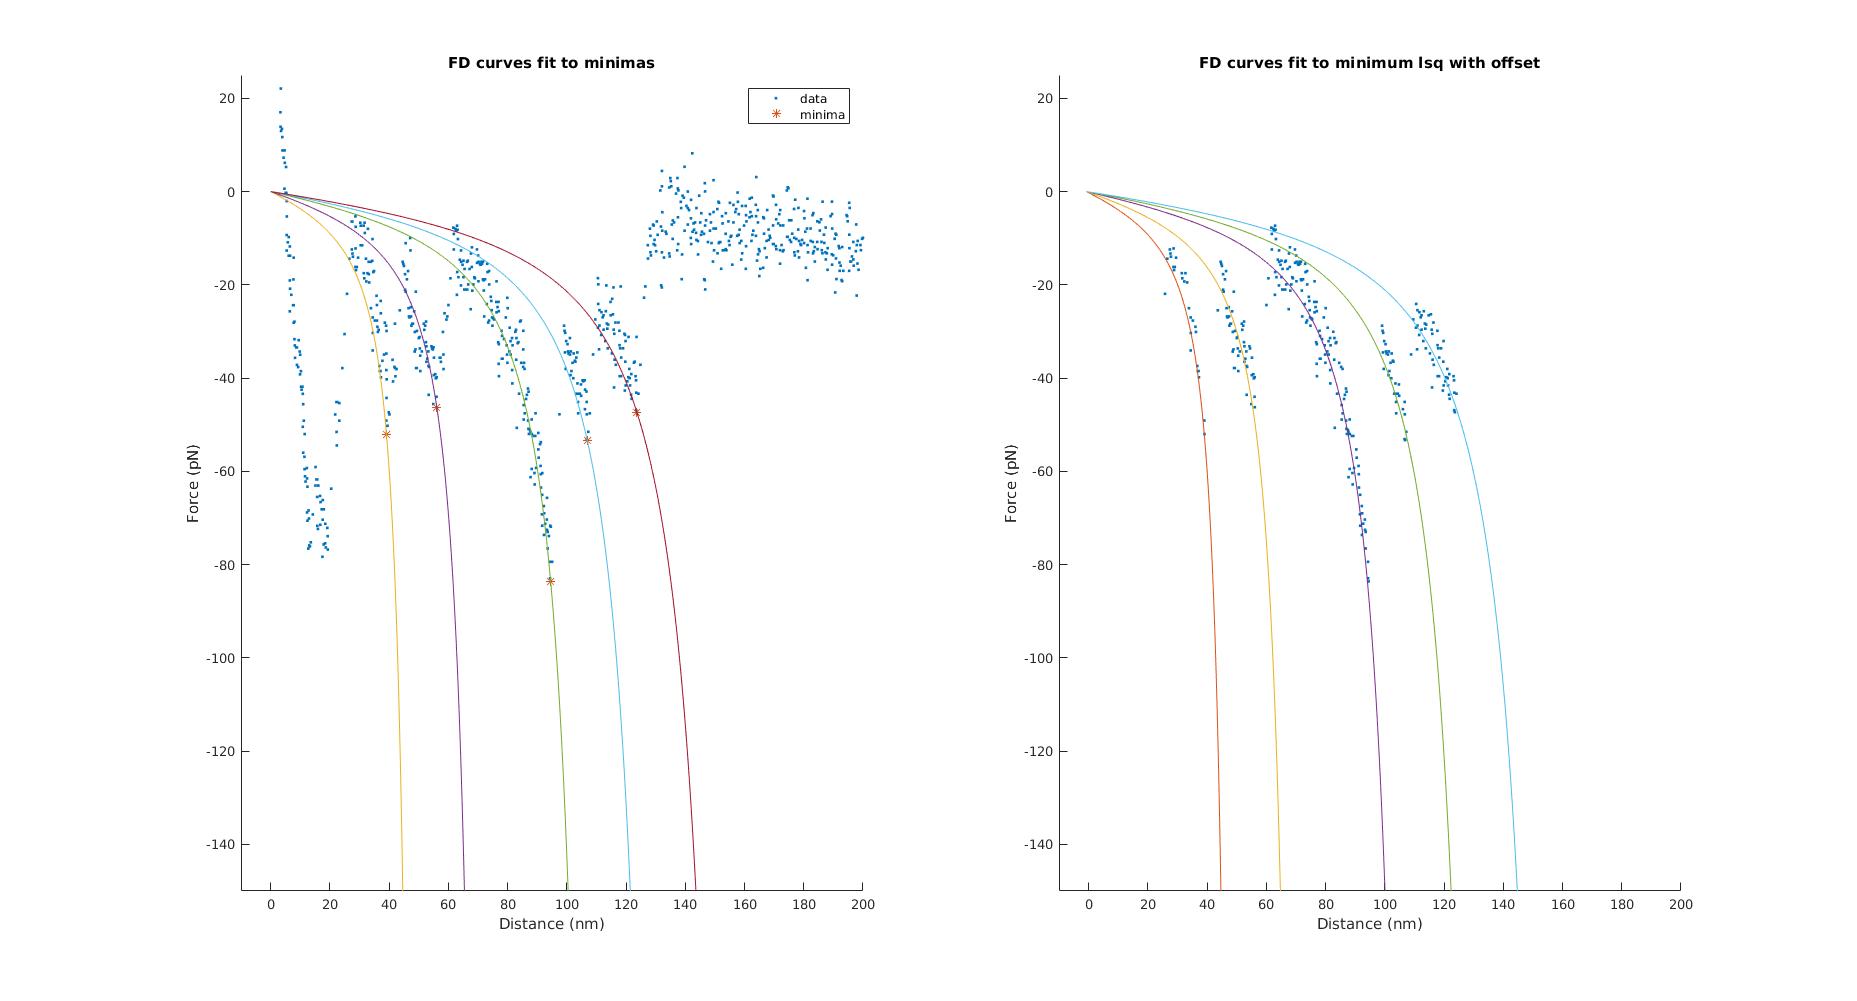 FD curves fit to minimas
data
minima
20
0
-20
-40
-60
-80
-100
-120
-140
Force (pN)
0 20 40 60 80 100 120 140 160 180 200
Distance (nm)
FD curves fit to minimum lsq with offset
20
0
-20
-40
-60
-80
-100
-120
-140
Force (pN)
0 20 40 60 80 100 120 140 160 180 200
Distance (nm)